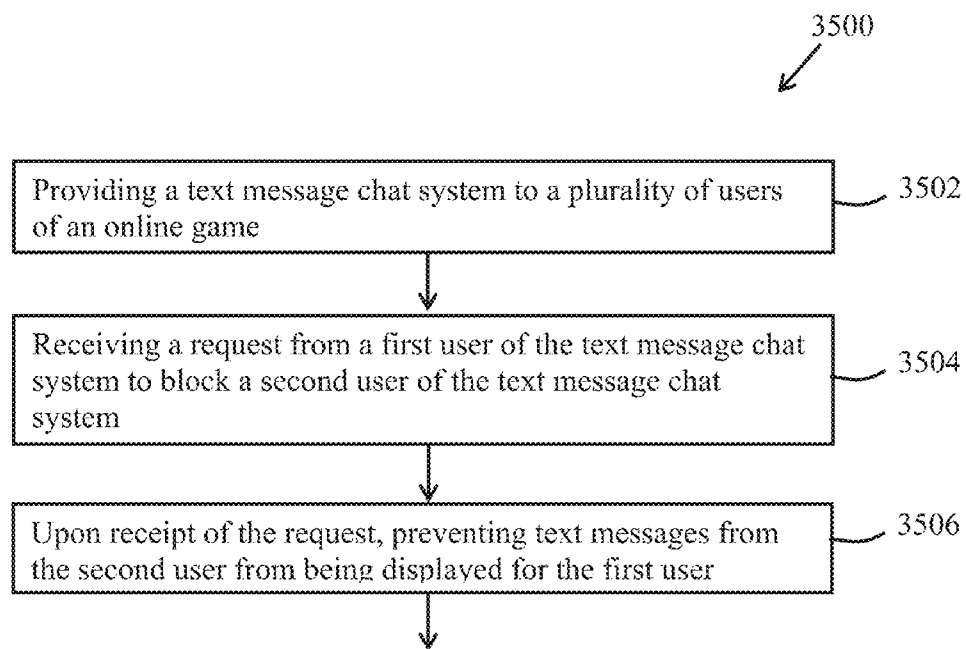 3500
Providing a text message chat system to a plurality of users
of an online game
3502
Receiving a request from a first user of the text message chat
system to block a second user of the text message chat
system
3504
Upon receipt of the request, preventing text messages from
the second user from being displayed for the first user
3506